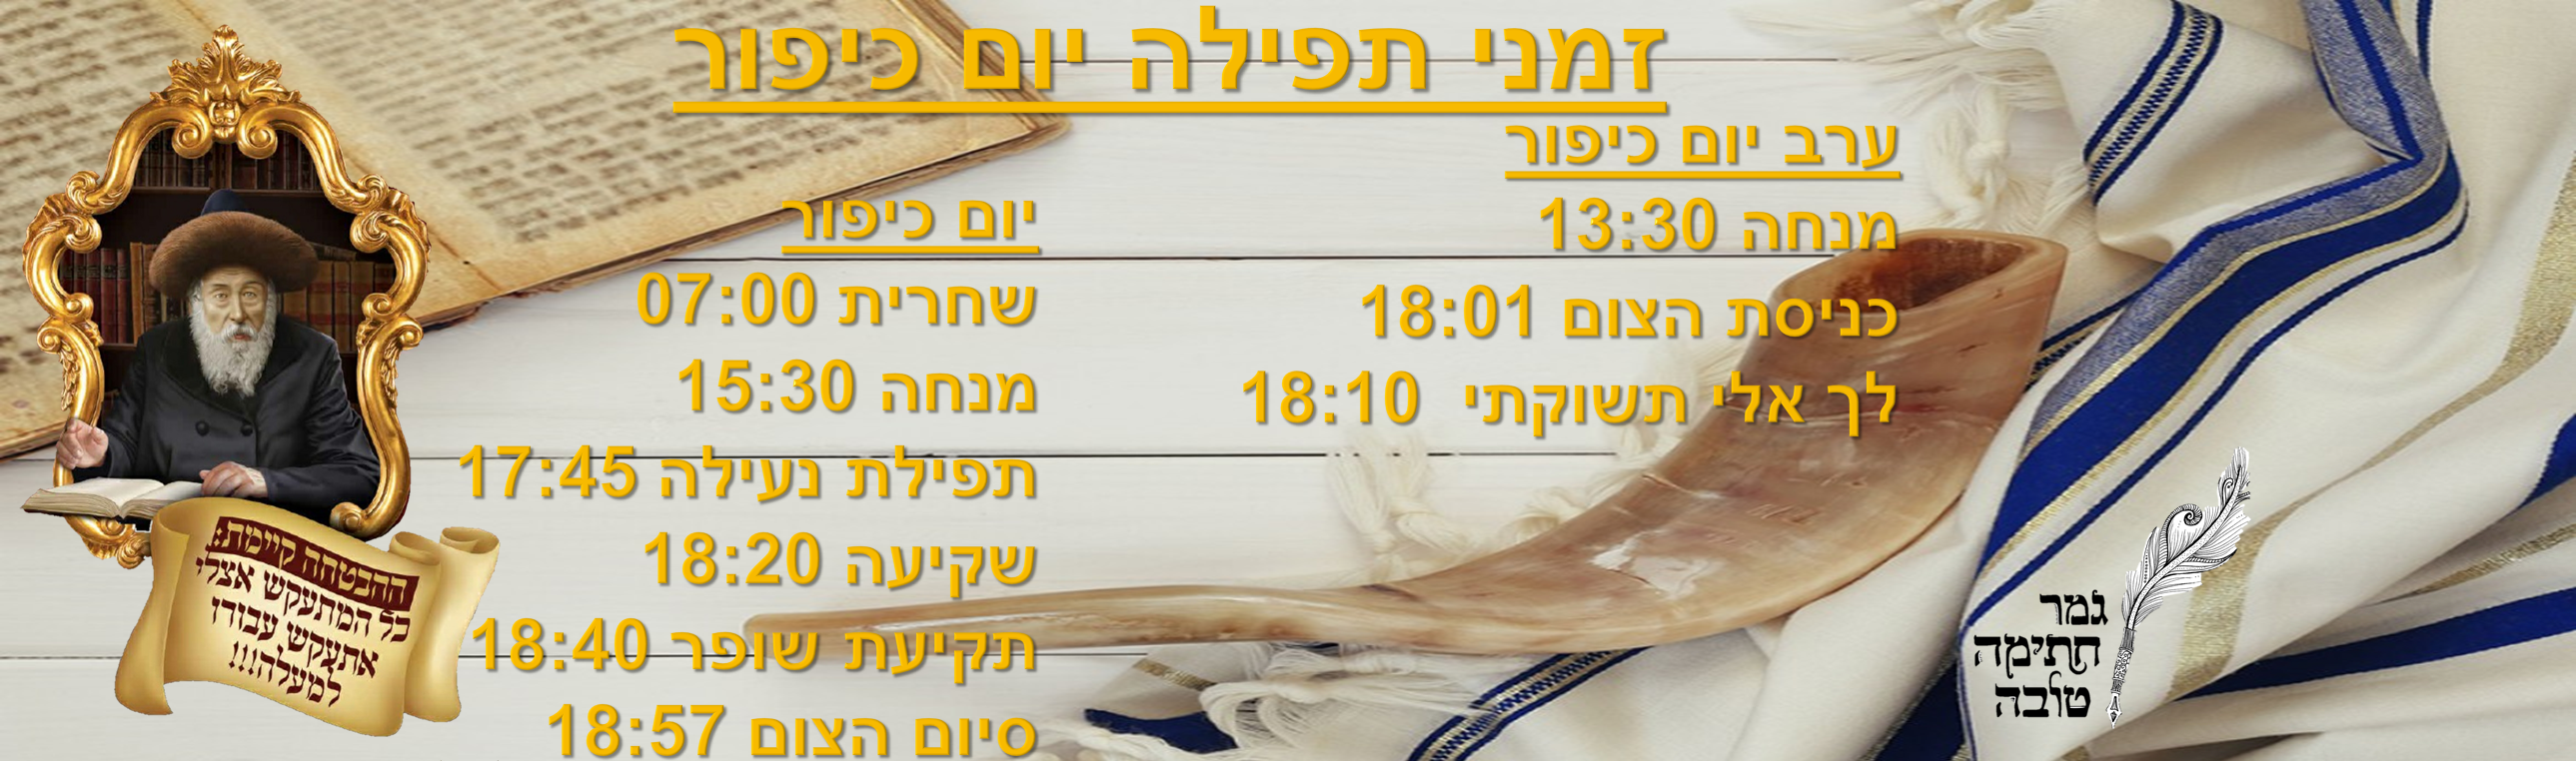 זמני תפילה יום כיפור
ערב יום כיפור
מנחה 13:30
כניסת הצום 18:01
לך אלי תשוקתי 18:10
יום כיפור
שחרית 07:00
מנחה 15:30
תפילת נעילה 17:45
שקיעה 18:20
תקיעת שופר 18:40
סיום הצום 18:57
ההבטחה קיימת:
כל המתעקש אצלי
אתעקש עבורו
למעלה!!!
גמר
חתימה
טובה